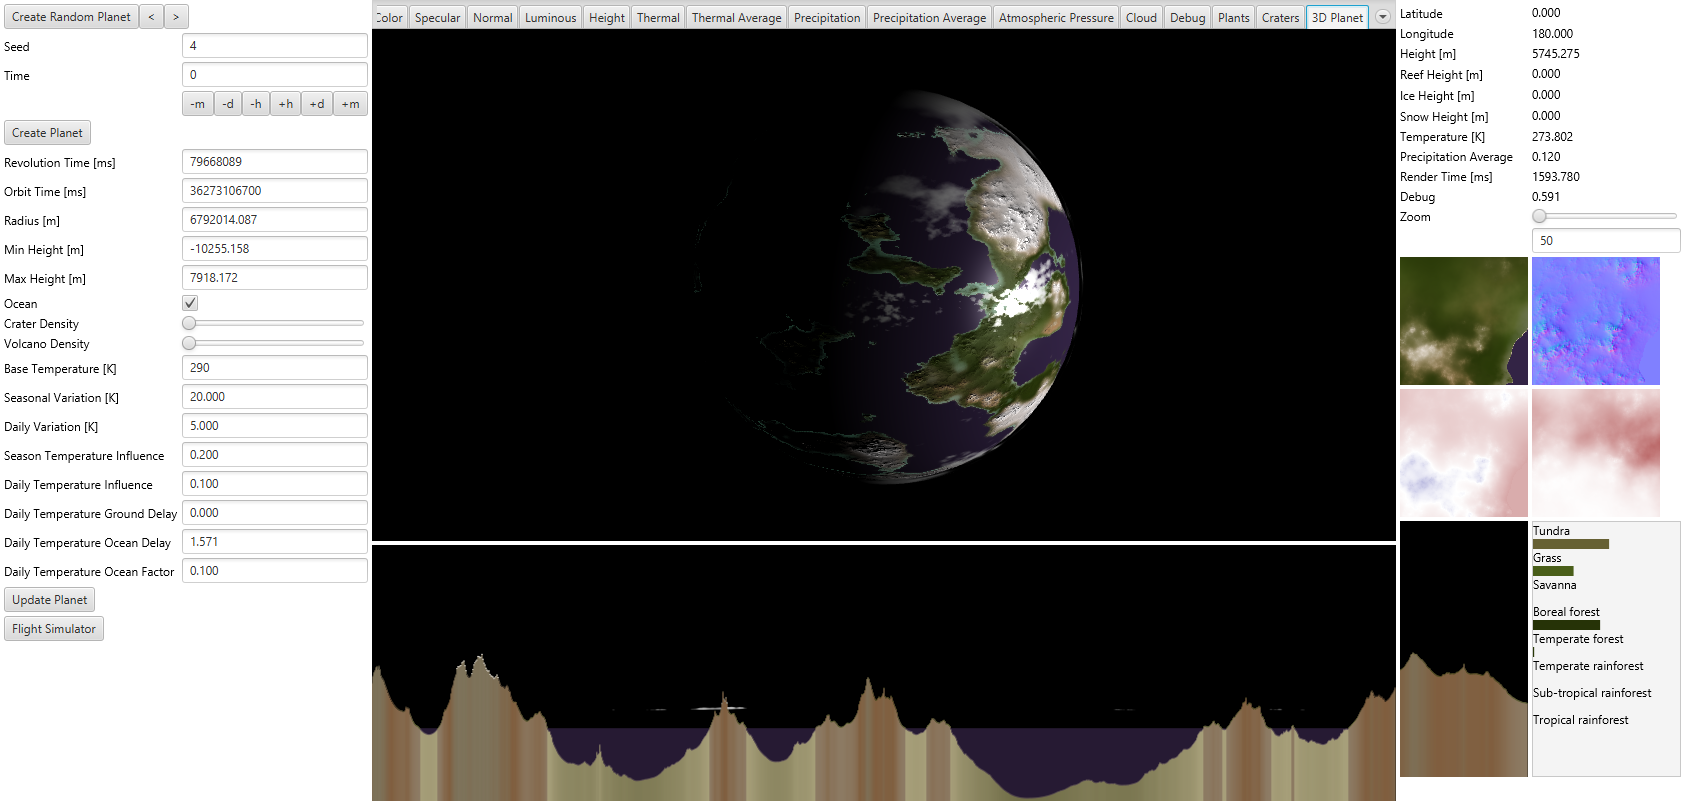 Create Random Planet < >
Seed 4
Time 0
-m -d -h +h +d +m
Create Planet
Revolution Time [ms] 79668089
Orbit Time [ms] 36273106700
Radius [m] 6792014.087
Min Height [m] -10255.158
Max Height [m] 7918.172
Ocean
Crater Density
Volcano Density
Base Temperature [K] 290
Seasonal Variation [K] 20.000
Daily Variation [K] 5.000
Season Temperature Influence 0.200
Daily Temperature Influence 0.100
Daily Temperature Ground Delay 0.000
Daily Temperature Ocean Delay 1.571
Daily Temperature Ocean Factor 0.100
Update Planet
Flight Simulator
Color Specular Normal Luminous Height Thermal Thermal Average Precipitation Precipitation Average Atmospheric Pressure Cloud Debug Plants Craters 3D Planet
Latitude 0.000
Longitude 180.000
Height [m] 5745.275
Reef Height [m] 0.000
Ice Height [m] 0.000
Snow Height [m] 0.000
Temperature [K] 273.802
Precipitation Average 0.120
Render Time [ms] 1593.780
Debug 0.591
Zoom
50
Tundra
Grass
Savanna
Boreal forest
Temperate forest
Temperate rainforest
Sub-tropical rainforest
Tropical rainforest